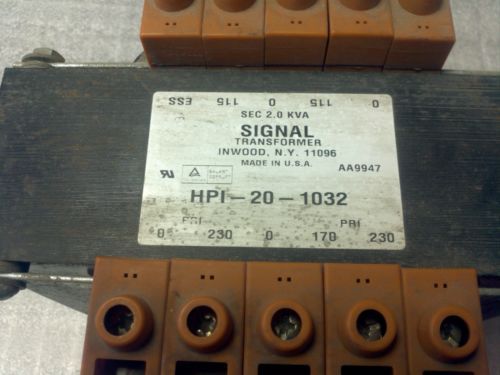 ESS 115 0 115 0
SEC 2.0 KVA
SIGNAL
TRANSFORMER
INWOOD, N.Y. 11096
MADE IN U.S.A.
AA9947
HPI-20-1032
PRI PRI
0 230 0 170 230